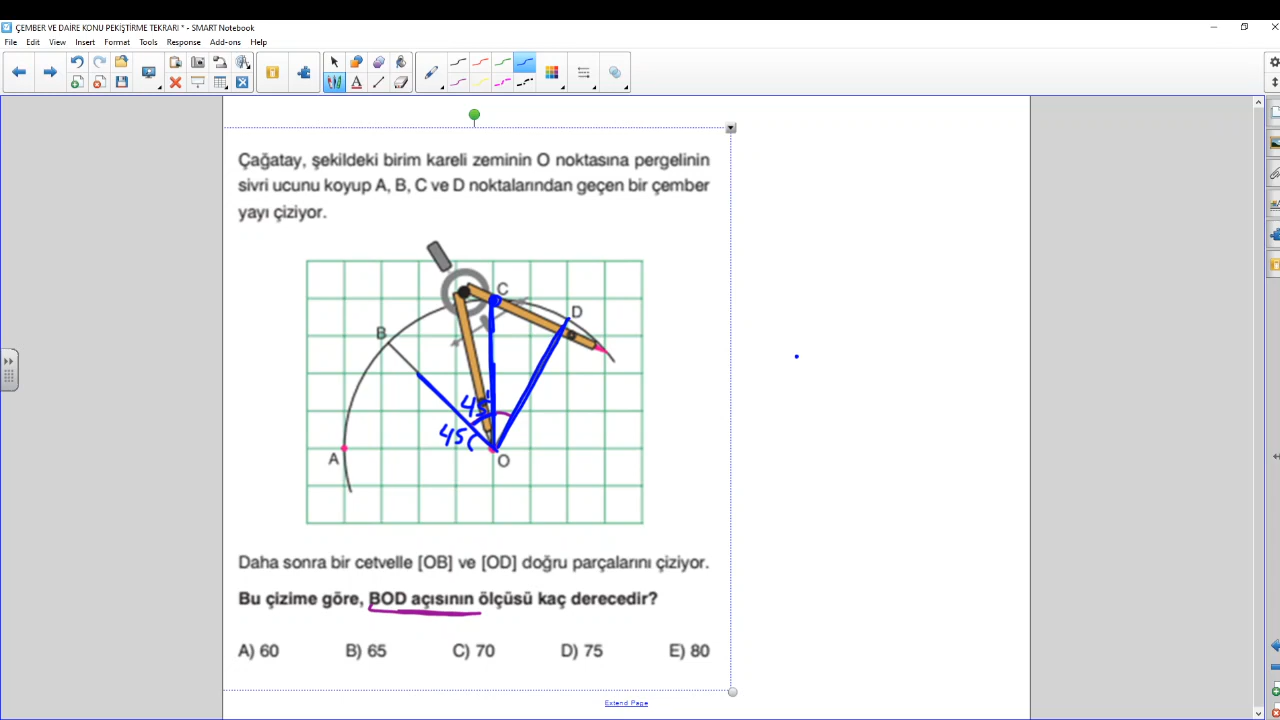 ÇEMBER VE DAİRE KONU PEKİŞTİRME TEKRARI * - SMART Notebook
File Edit View Insert Format Tools Response Add-ons Help
Çağatay, şekildeki birim kareli zeminin O noktasına pergelinin
sivri ucunu koyup A, B, C ve D noktalarından geçen bir çember
yayı çiziyor.
C
D
B
45
45
A
O
Daha sonra bir cetvelle [OB] ve [OD] doğru parçalarını çiziyor.
Bu çizime göre, BOD açısının ölçüsü kaç derecedir?
A) 60 B) 65 C) 70 D) 75 E) 80
Extend Page